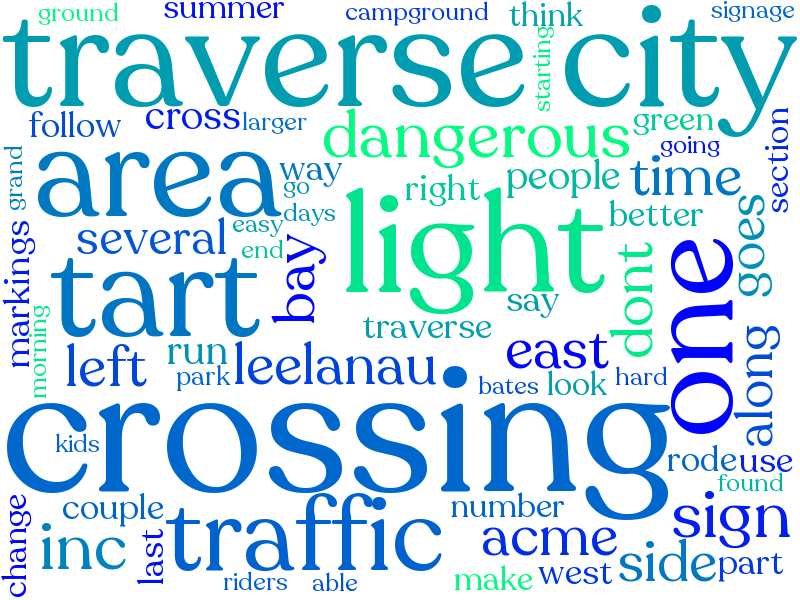 ground
summer
campground
think
signage
traverse city
starting
follow
cross
larger
dangerous
green
going
section
grand
area
way
go
days
right
people
time
several
easy
end
light
better
markings
bay
dont
one
goes
tart
say
traverse
morning
left
run
park
leelanau
east
bates
look
hard
along
crossing
kids
rode
use
found
change
couple
last
traffic
number
sign
inc
acme
side
part
riders
able
make
west